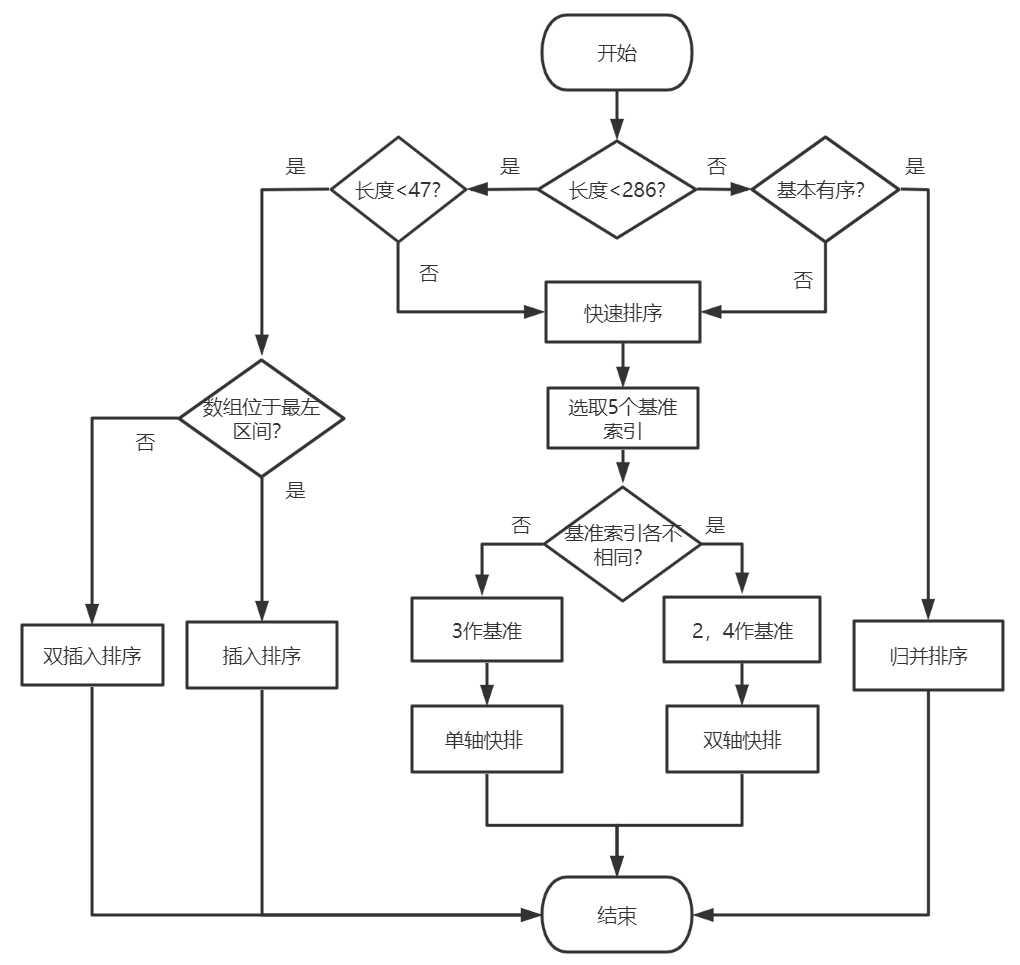 开始
是
是
否
是
长度<47?
长度<286?
基本有序?
否
否
快速排序
数组位于最左
区间?
选取5个基准
索引
否
是
否
是
基准索引各不
相同?
双插入排序
插入排序
3作基准
2，4作基准
归并排序
单轴快排
双轴快排
结束